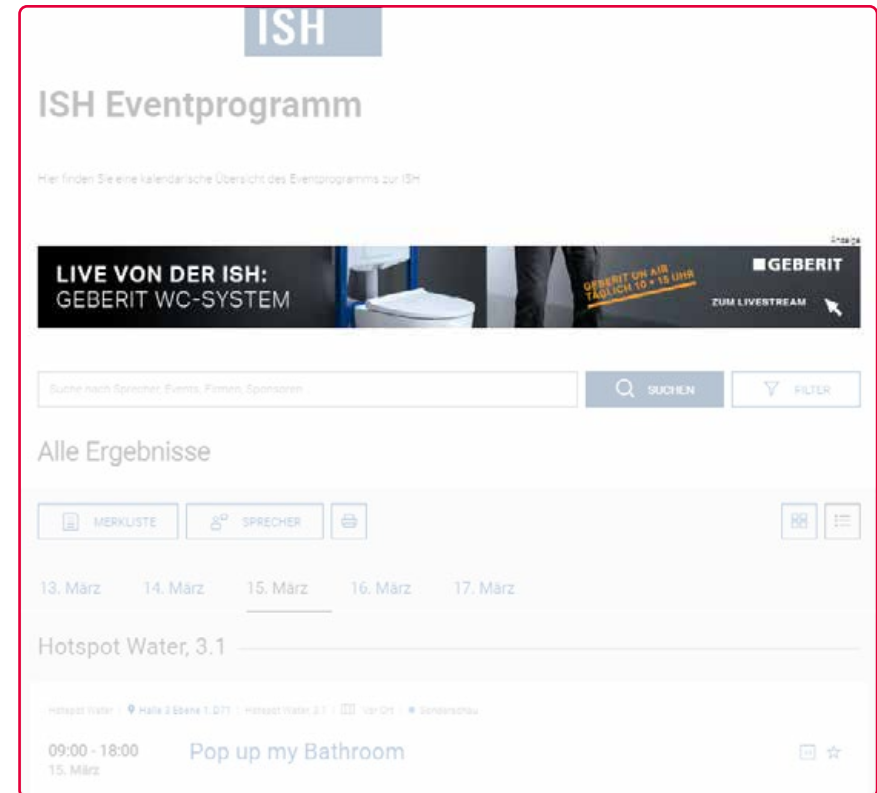 ISH
ISH Eventprogramm
Hier finden Sie eine kalendarische Übersicht des Eventprogramms zur ISH
Anzeige
LIVE VON DER ISH:
GEBERIT WC-SYSTEM
GEBERIT ON AIR
TÄGLICH 10 + 15 UHR
GEBERIT
ZUM LIVESTREAM
Suche nach Sprecher, Events, Firmen, Sponsoren
SUCHEN
FILTER
Alle Ergebnisse
MERKLISTE SPRECHER
13. März 14. März 15. März 16. März 17. März
Hotspot Water, 3.1
Hotspot Water Halle 3 Ebene 1, D71 Hotspot Water 3.1 Vor Ort Sonderschau
09:00 - 18:00 Pop up my Bathroom
15. März